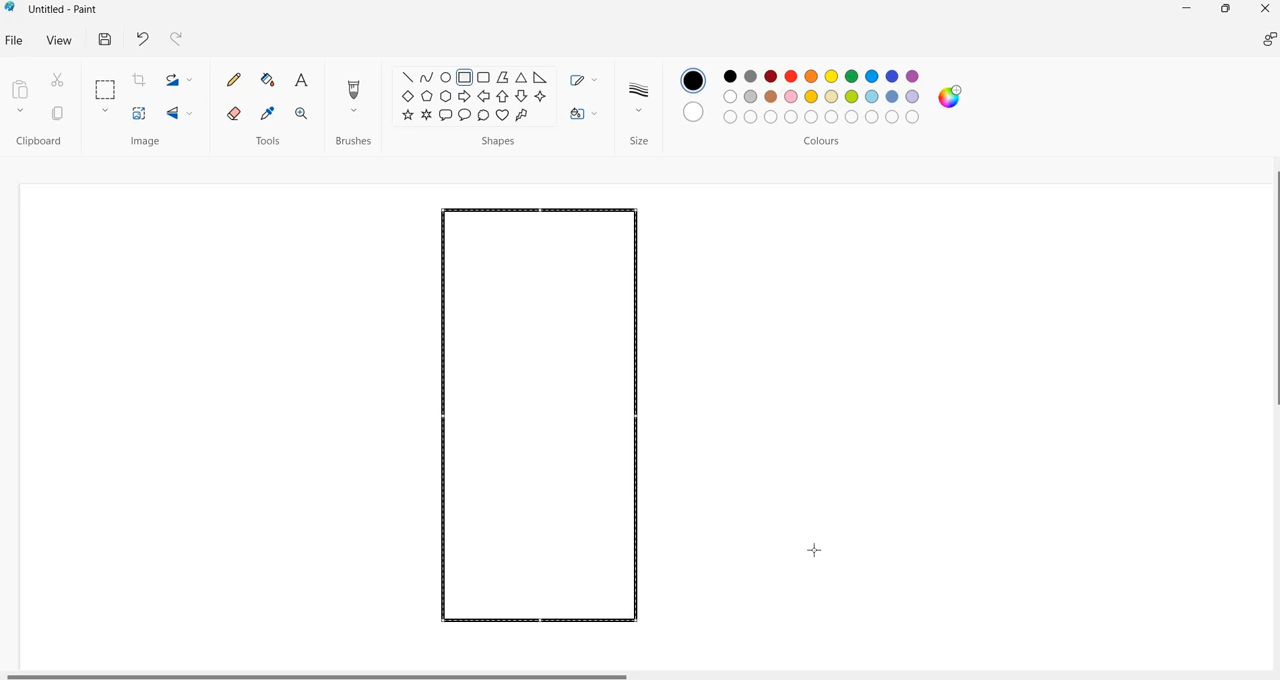 Untitled - Paint
File View
Clipboard Image Tools Brushes Shapes Size Colours